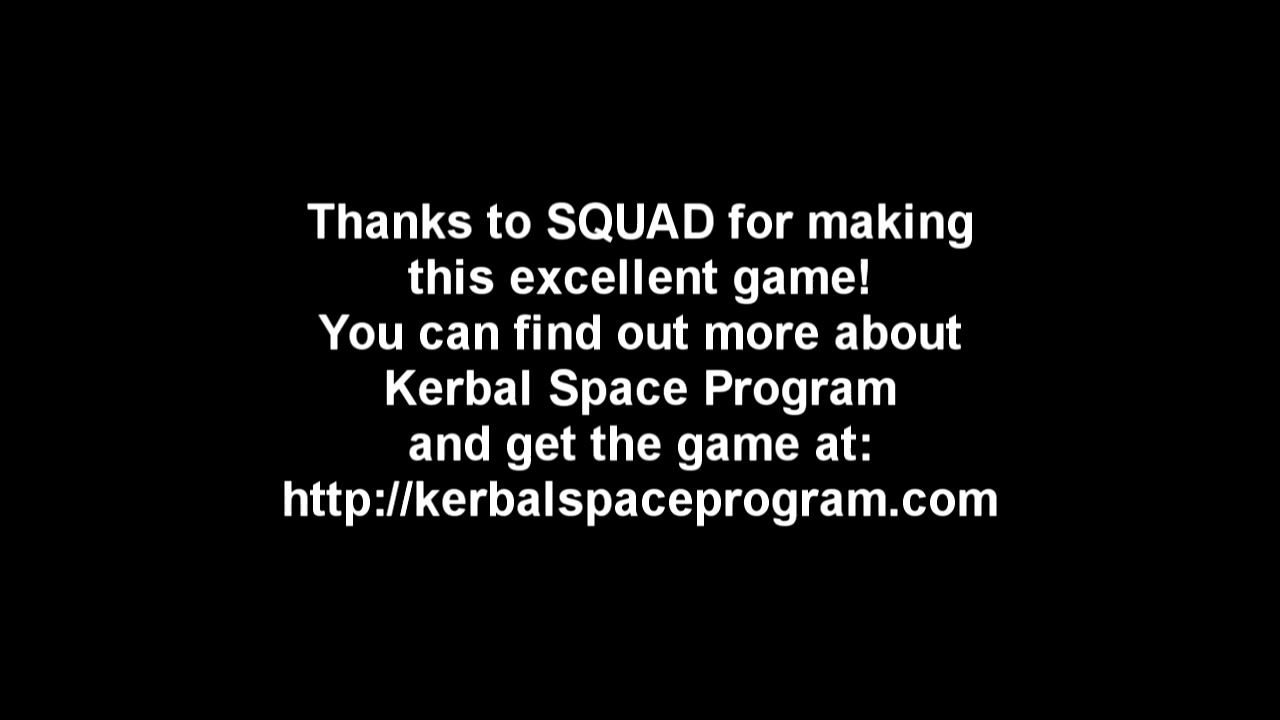 Thanks to SQUAD for making
this excellent game!
You can find out more about
Kerbal Space Program
and get the game at:
http://kerbalspaceprogram.com